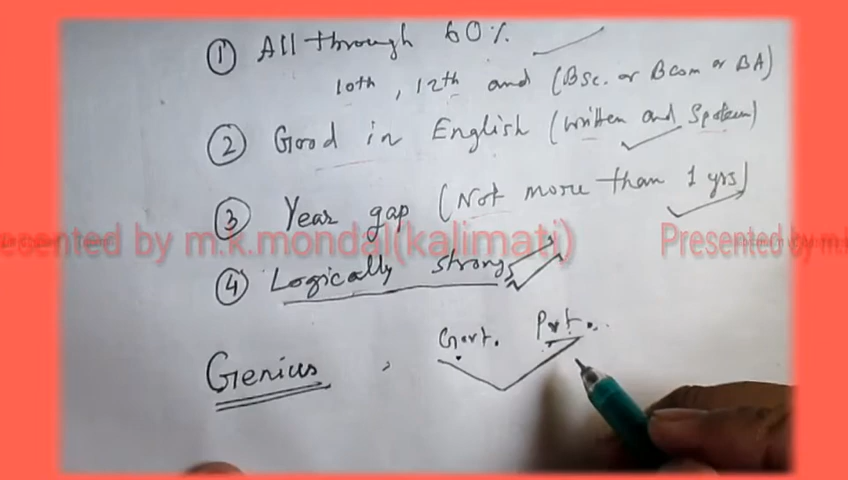 ① All through 60%
10th, 12th and (BSc. or Bcom or BA)
② Good in English (written and Spoken)
③ Year gap (Not more than 1 yrs)
Presented by m.k.mondal(kalimati) Presented by m.k
④ Logically strong
Govt. Pvt.
Genius